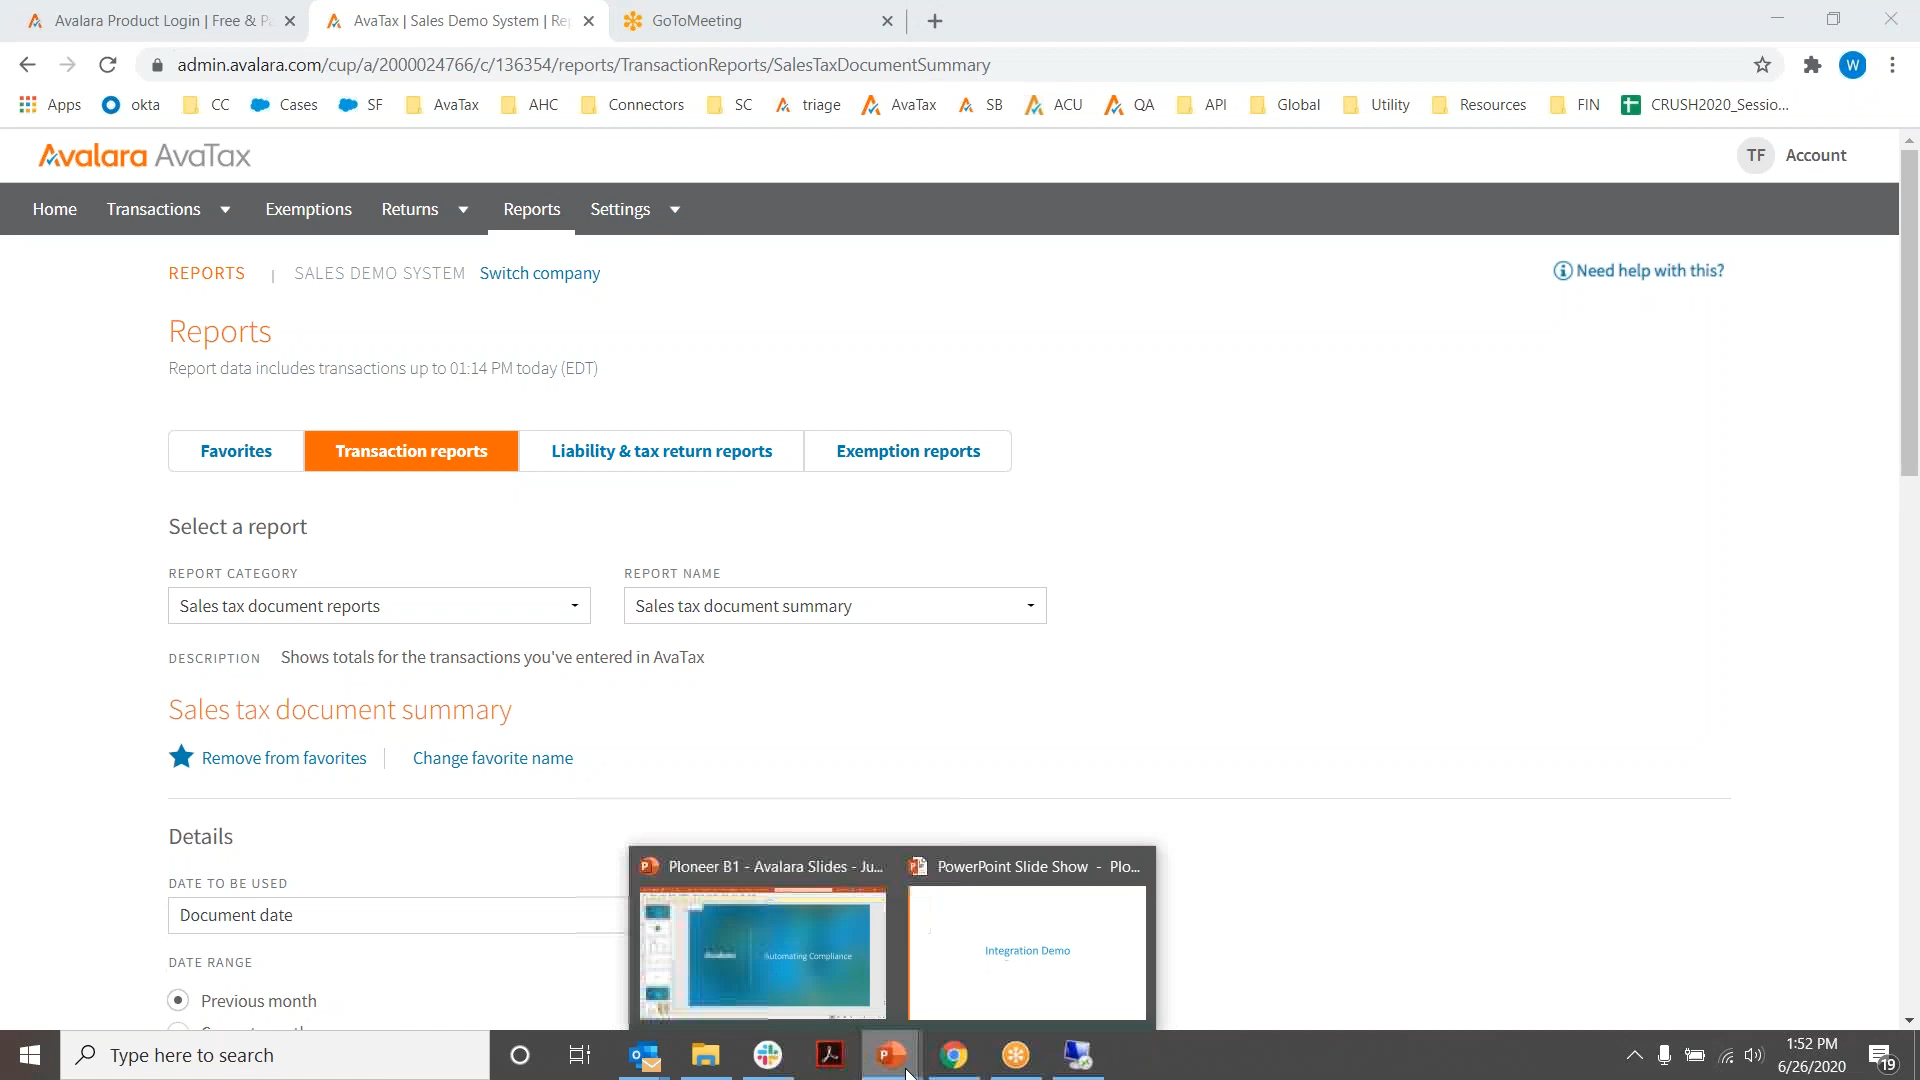 Avalara Product Login | Free & Pa
AvaTax | Sales Demo System | Rep
GoToMeeting
admin.avalara.com/cup/a/2000024766/c/136354/reports/TransactionReports/SalesTaxDocumentSummary
W
Apps okta CC Cases SF AvaTax AHC Connectors SC triage AvaTax SB ACU QA API Global Utility Resources FIN CRUSH2020_Sessio...
Avalara AvaTax
TF Account
Home Transactions Exemptions Returns Reports Settings
REPORTS | SALES DEMO SYSTEM Switch company
Need help with this?
Reports
Report data includes transactions up to 01:14 PM today (EDT)
Favorites Transaction reports Liability & tax return reports Exemption reports
Select a report
REPORT CATEGORY REPORT NAME
Sales tax document reports Sales tax document summary
DESCRIPTION Shows totals for the transactions you've entered in AvaTax
Sales tax document summary
Remove from favorites Change favorite name
Details
DATE TO BE USED
Document date
DATE RANGE
Previous month
PIoneer B1 - Avalara Slides - Ju...
PowerPoint Slide Show - PIo...
Automating Compliance
Integration Demo
Type here to search
1:52 PM
6/26/2020
19